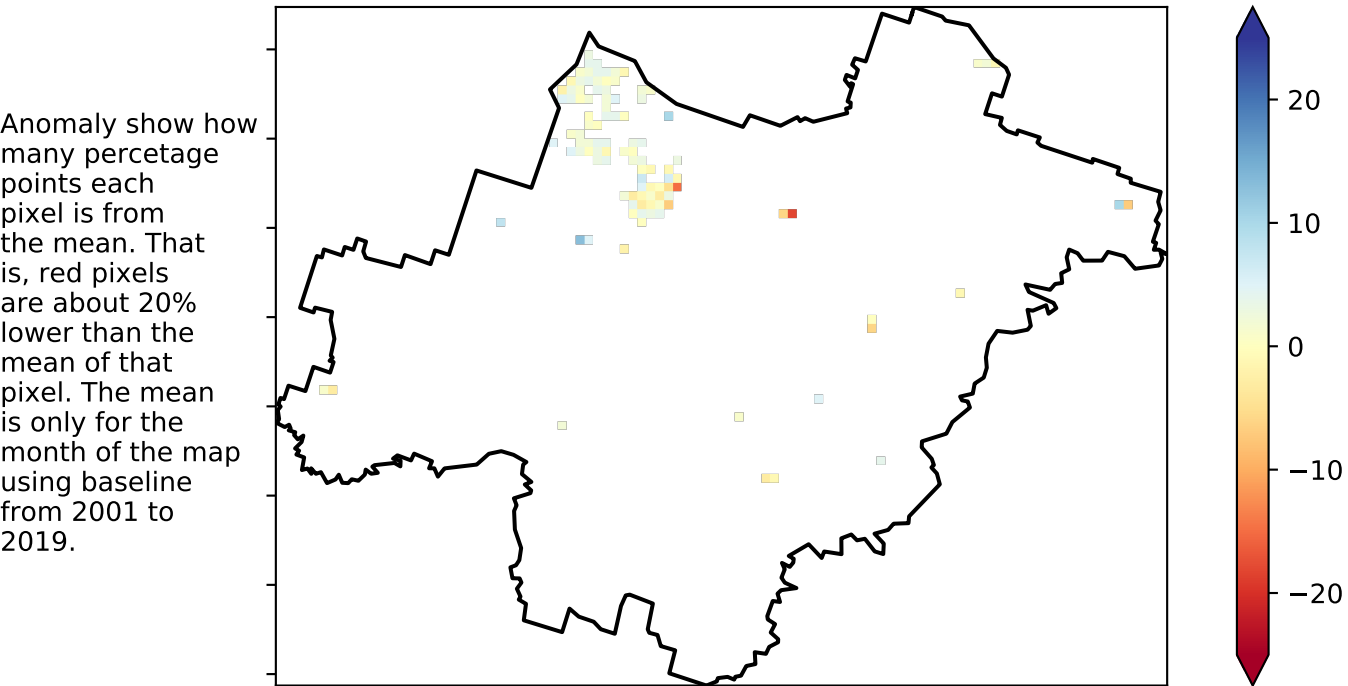 Anomaly show how
many percetage
points each
pixel is from
the mean. That
is, red pixels
are about 20%
lower than the
mean of that
pixel. The mean
is only for the
month of the map
using baseline
from 2001 to
2019.
20
10
0
−10
−20